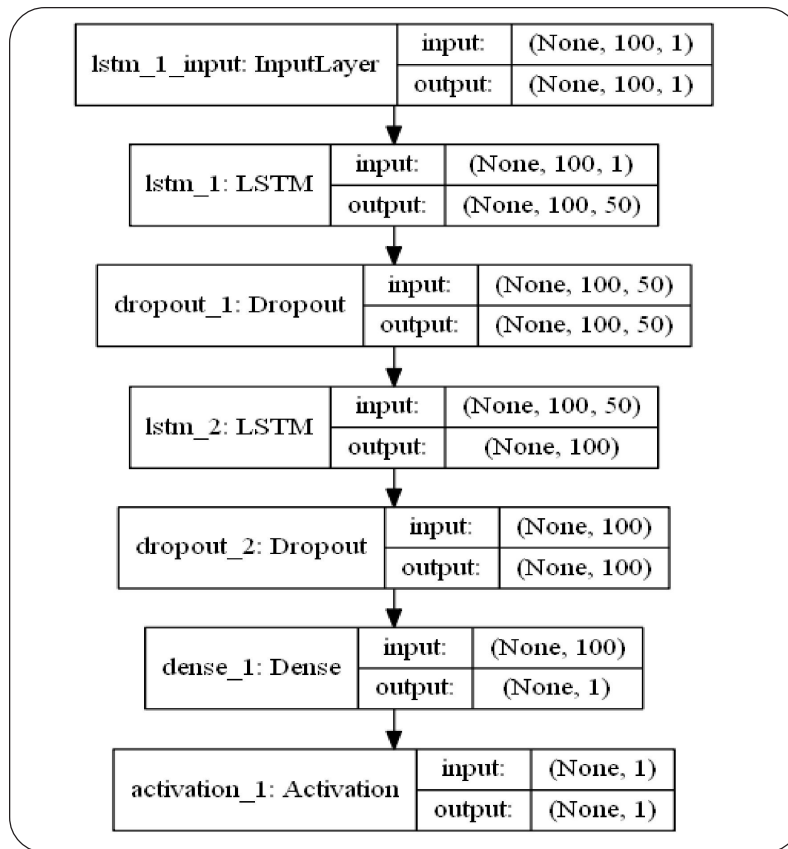 lstm_1_input: InputLayer
input: (None, 100, 1)
output: (None, 100, 1)
lstm_1: LSTM
input: (None, 100, 1)
output: (None, 100, 50)
dropout_1: Dropout
input: (None, 100, 50)
output: (None, 100, 50)
lstm_2: LSTM
input: (None, 100, 50)
output: (None, 100)
dropout_2: Dropout
input: (None, 100)
output: (None, 100)
dense_1: Dense
input: (None, 100)
output: (None, 1)
activation_1: Activation
input: (None, 1)
output: (None, 1)